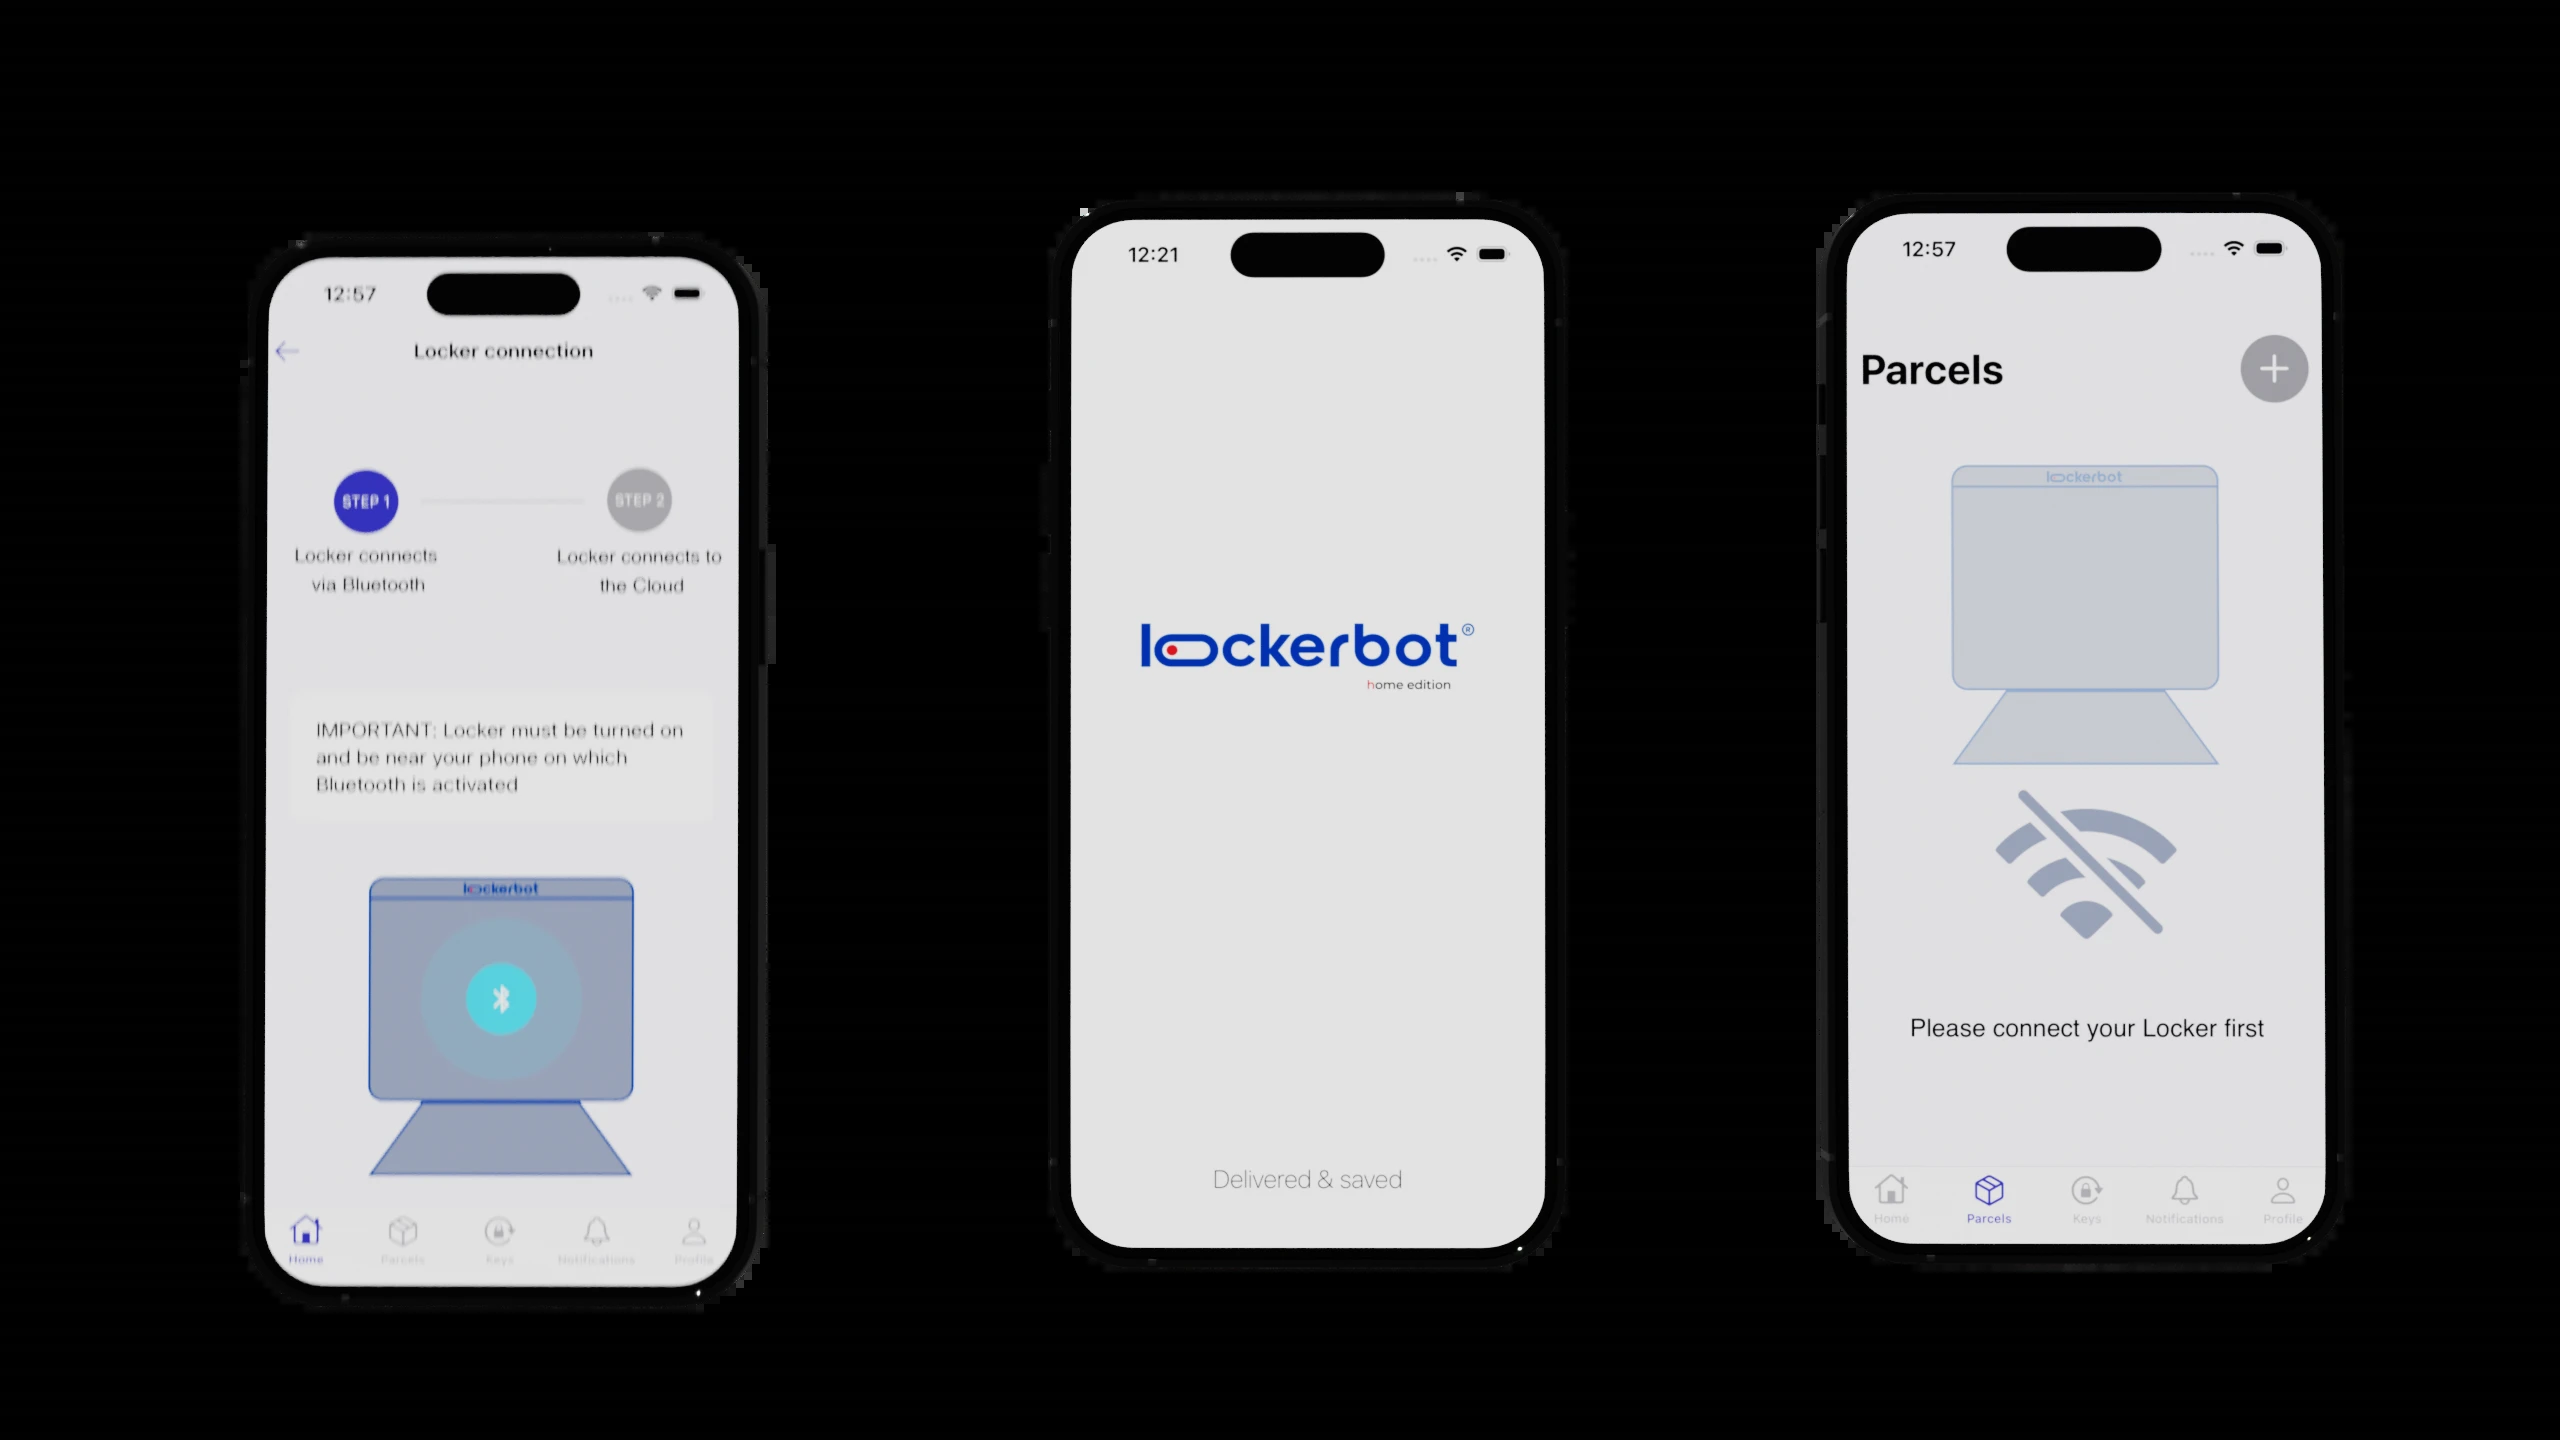 12:57
Locker connection
STEP 1
STEP 2
Locker connects
via Bluetooth
Locker connects to
the Cloud
IMPORTANT: Locker must be turned on
and be near your phone on which
Bluetooth is activated
lockerbot
Home
Parcels
Keys
Notifications
Profile
12:21
lockerbot®
home edition
Delivered & saved
12:57
Parcels
lockerbot
Please connect your Locker first
Home
Parcels
Keys
Notifications
Profile